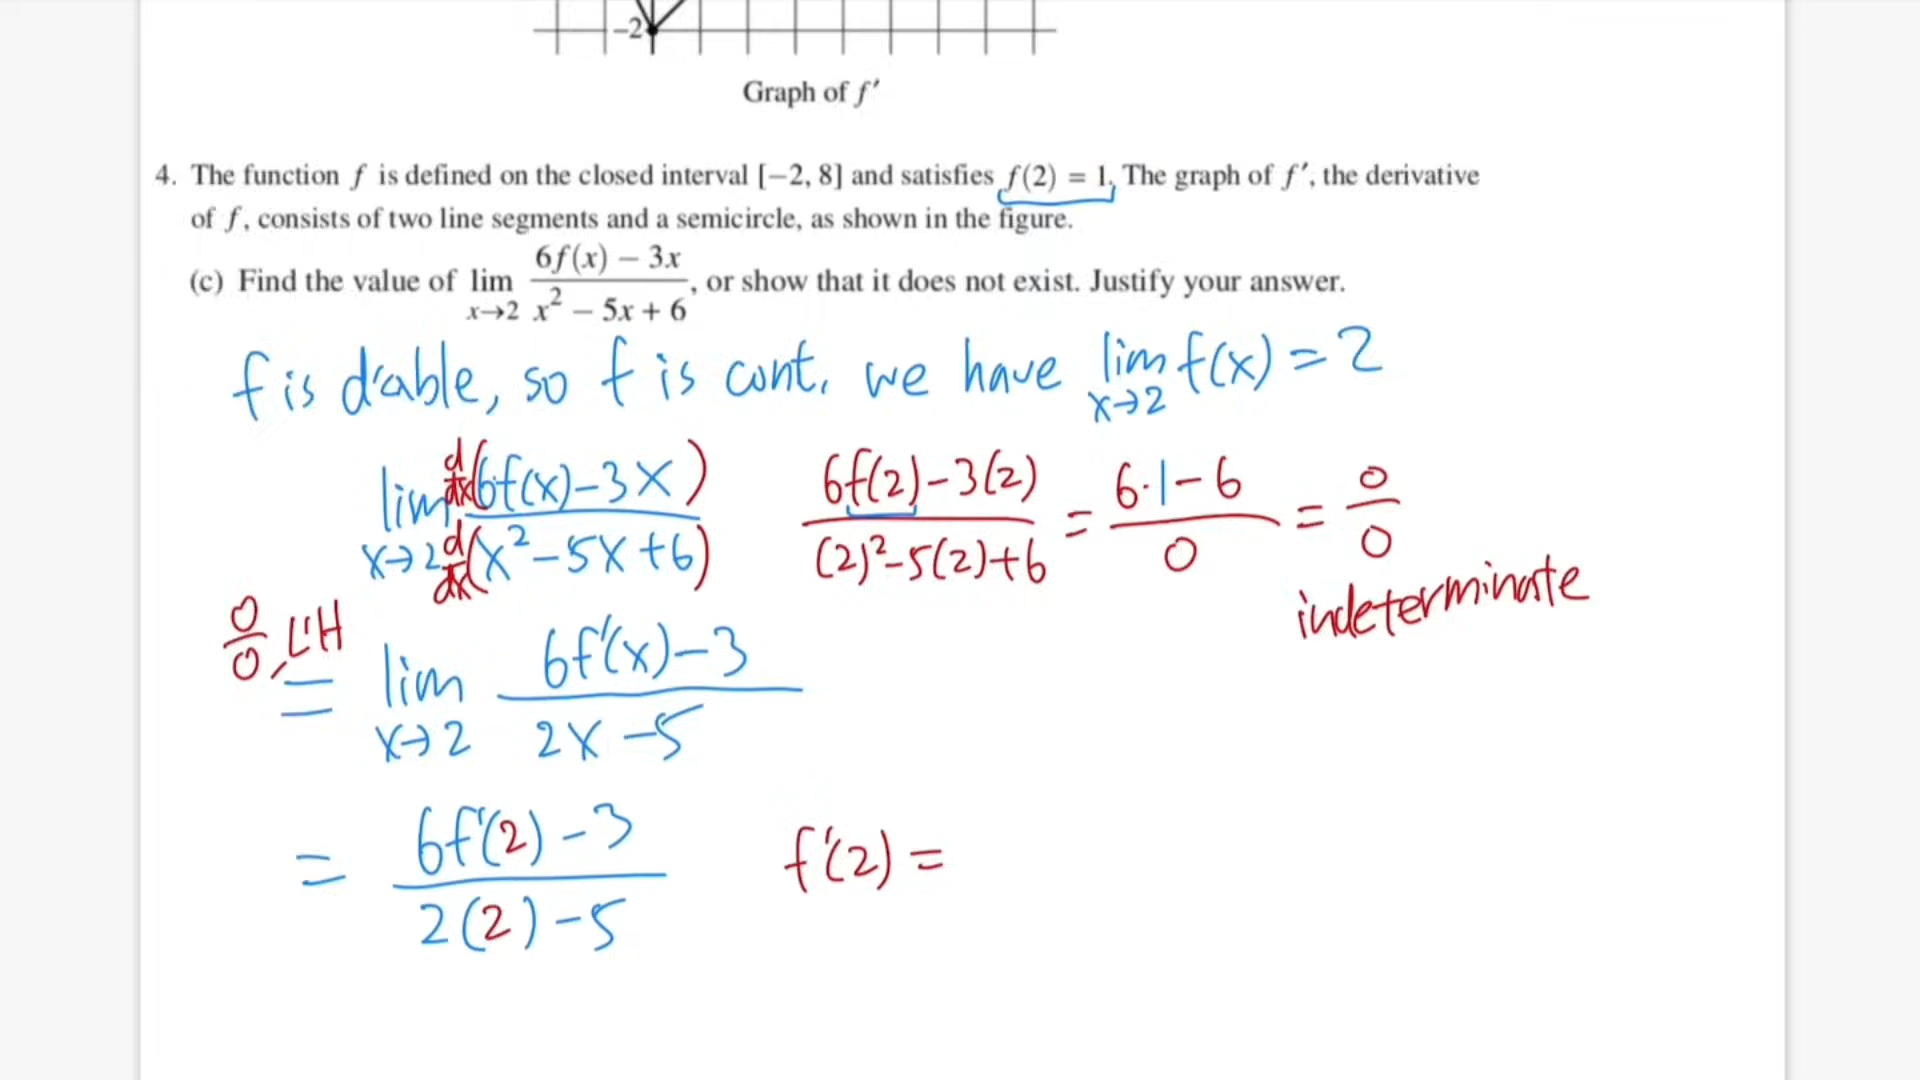 -2
Graph of f′
4. The function f is defined on the closed interval [−2, 8] and satisfies f(2) = 1. The graph of f′, the derivative
of f, consists of two line segments and a semicircle, as shown in the figure.
(c) Find the value of lim x→2 (6f(x) − 3x)/(x² − 5x + 6), or show that it does not exist. Justify your answer.
f is d'able, so f is cont. we have lim x→2 f(x) = 2
lim x→2 d/dx(6f(x)-3x) / d/dx(x²-5x+6)
(6f(2)-3(2))/((2)²-5(2)+6) = (6·1-6)/0 = 0/0
indeterminate
0/0, L'H
= lim x→2 (6f'(x)-3)/(2x-5)
= (6f'(2)-3)/(2(2)-5)
f'(2) =